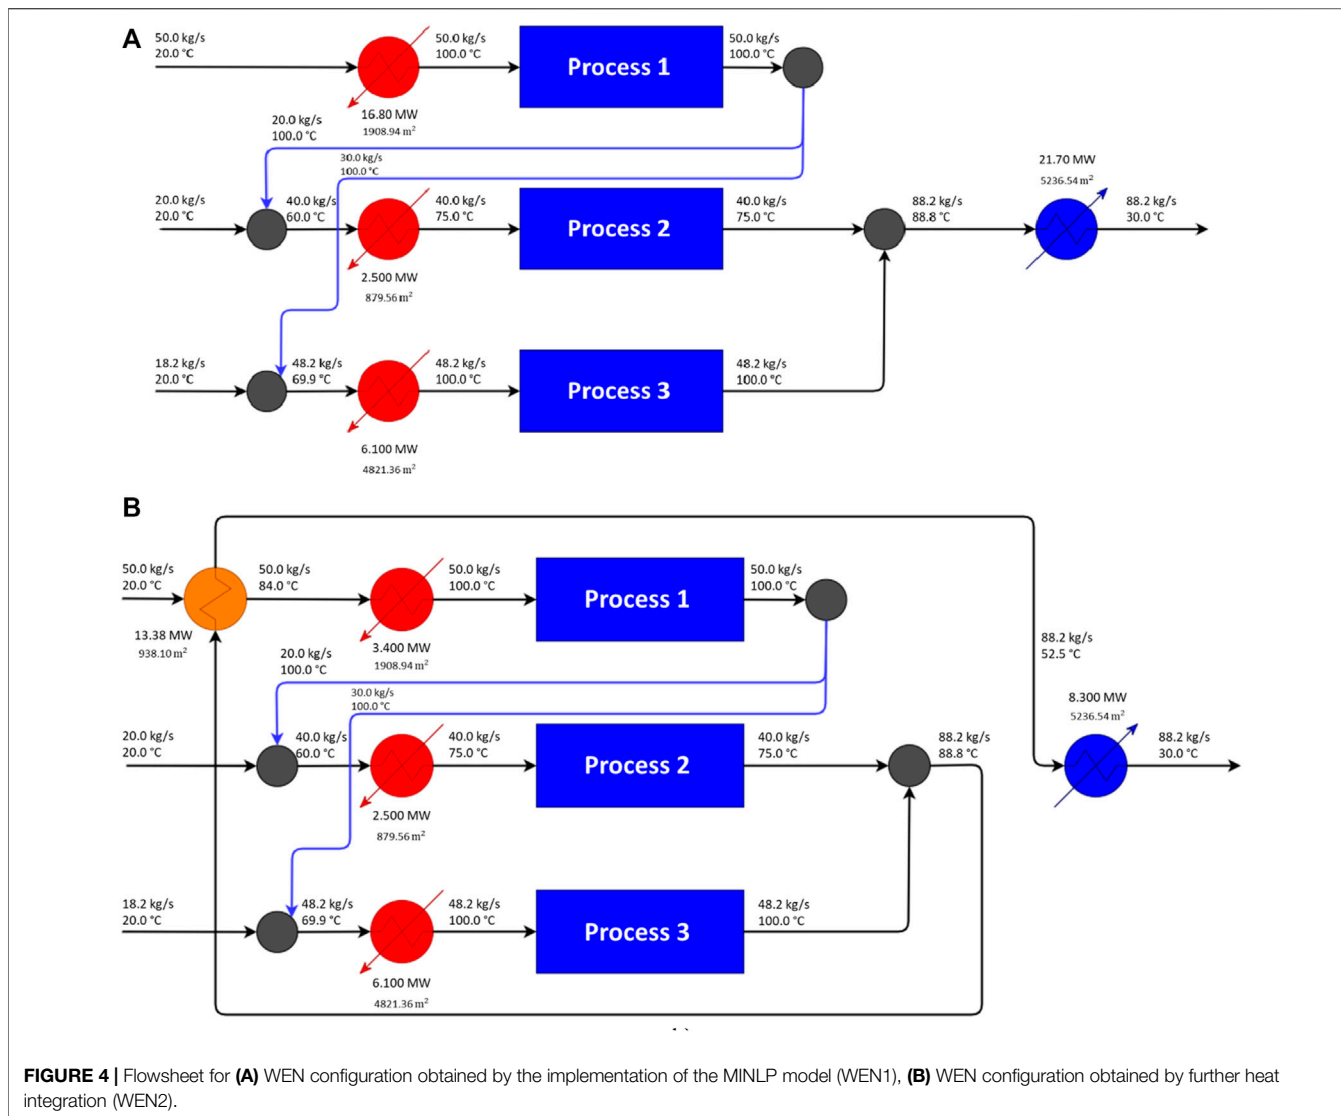 A
50.0 kg/s
20.0 °C
50.0 kg/s
100.0 °C
Process 1
50.0 kg/s
100.0 °C
16.80 MW
1908.94 m²
20.0 kg/s
100.0 °C
30.0 kg/s
100.0 °C
20.0 kg/s
20.0 °C
40.0 kg/s
60.0 °C
40.0 kg/s
75.0 °C
Process 2
40.0 kg/s
75.0 °C
88.2 kg/s
88.8 °C
21.70 MW
5236.54 m²
88.2 kg/s
30.0 °C
2.500 MW
879.56 m²
18.2 kg/s
20.0 °C
48.2 kg/s
69.9 °C
48.2 kg/s
100.0 °C
Process 3
48.2 kg/s
100.0 °C
6.100 MW
4821.36 m²
B
50.0 kg/s
20.0 °C
50.0 kg/s
84.0 °C
50.0 kg/s
100.0 °C
Process 1
50.0 kg/s
100.0 °C
13.38 MW
938.10 m²
3.400 MW
1908.94 m²
20.0 kg/s
100.0 °C
30.0 kg/s
100.0 °C
88.2 kg/s
52.5 °C
20.0 kg/s
20.0 °C
40.0 kg/s
60.0 °C
40.0 kg/s
75.0 °C
Process 2
40.0 kg/s
75.0 °C
88.2 kg/s
88.8 °C
8.300 MW
5236.54 m²
88.2 kg/s
30.0 °C
2.500 MW
879.56 m²
18.2 kg/s
20.0 °C
48.2 kg/s
69.9 °C
48.2 kg/s
100.0 °C
Process 3
48.2 kg/s
100.0 °C
6.100 MW
4821.36 m²
FIGURE 4 | Flowsheet for (A) WEN configuration obtained by the implementation of the MINLP model (WEN1), (B) WEN configuration obtained by further heat
integration (WEN2).